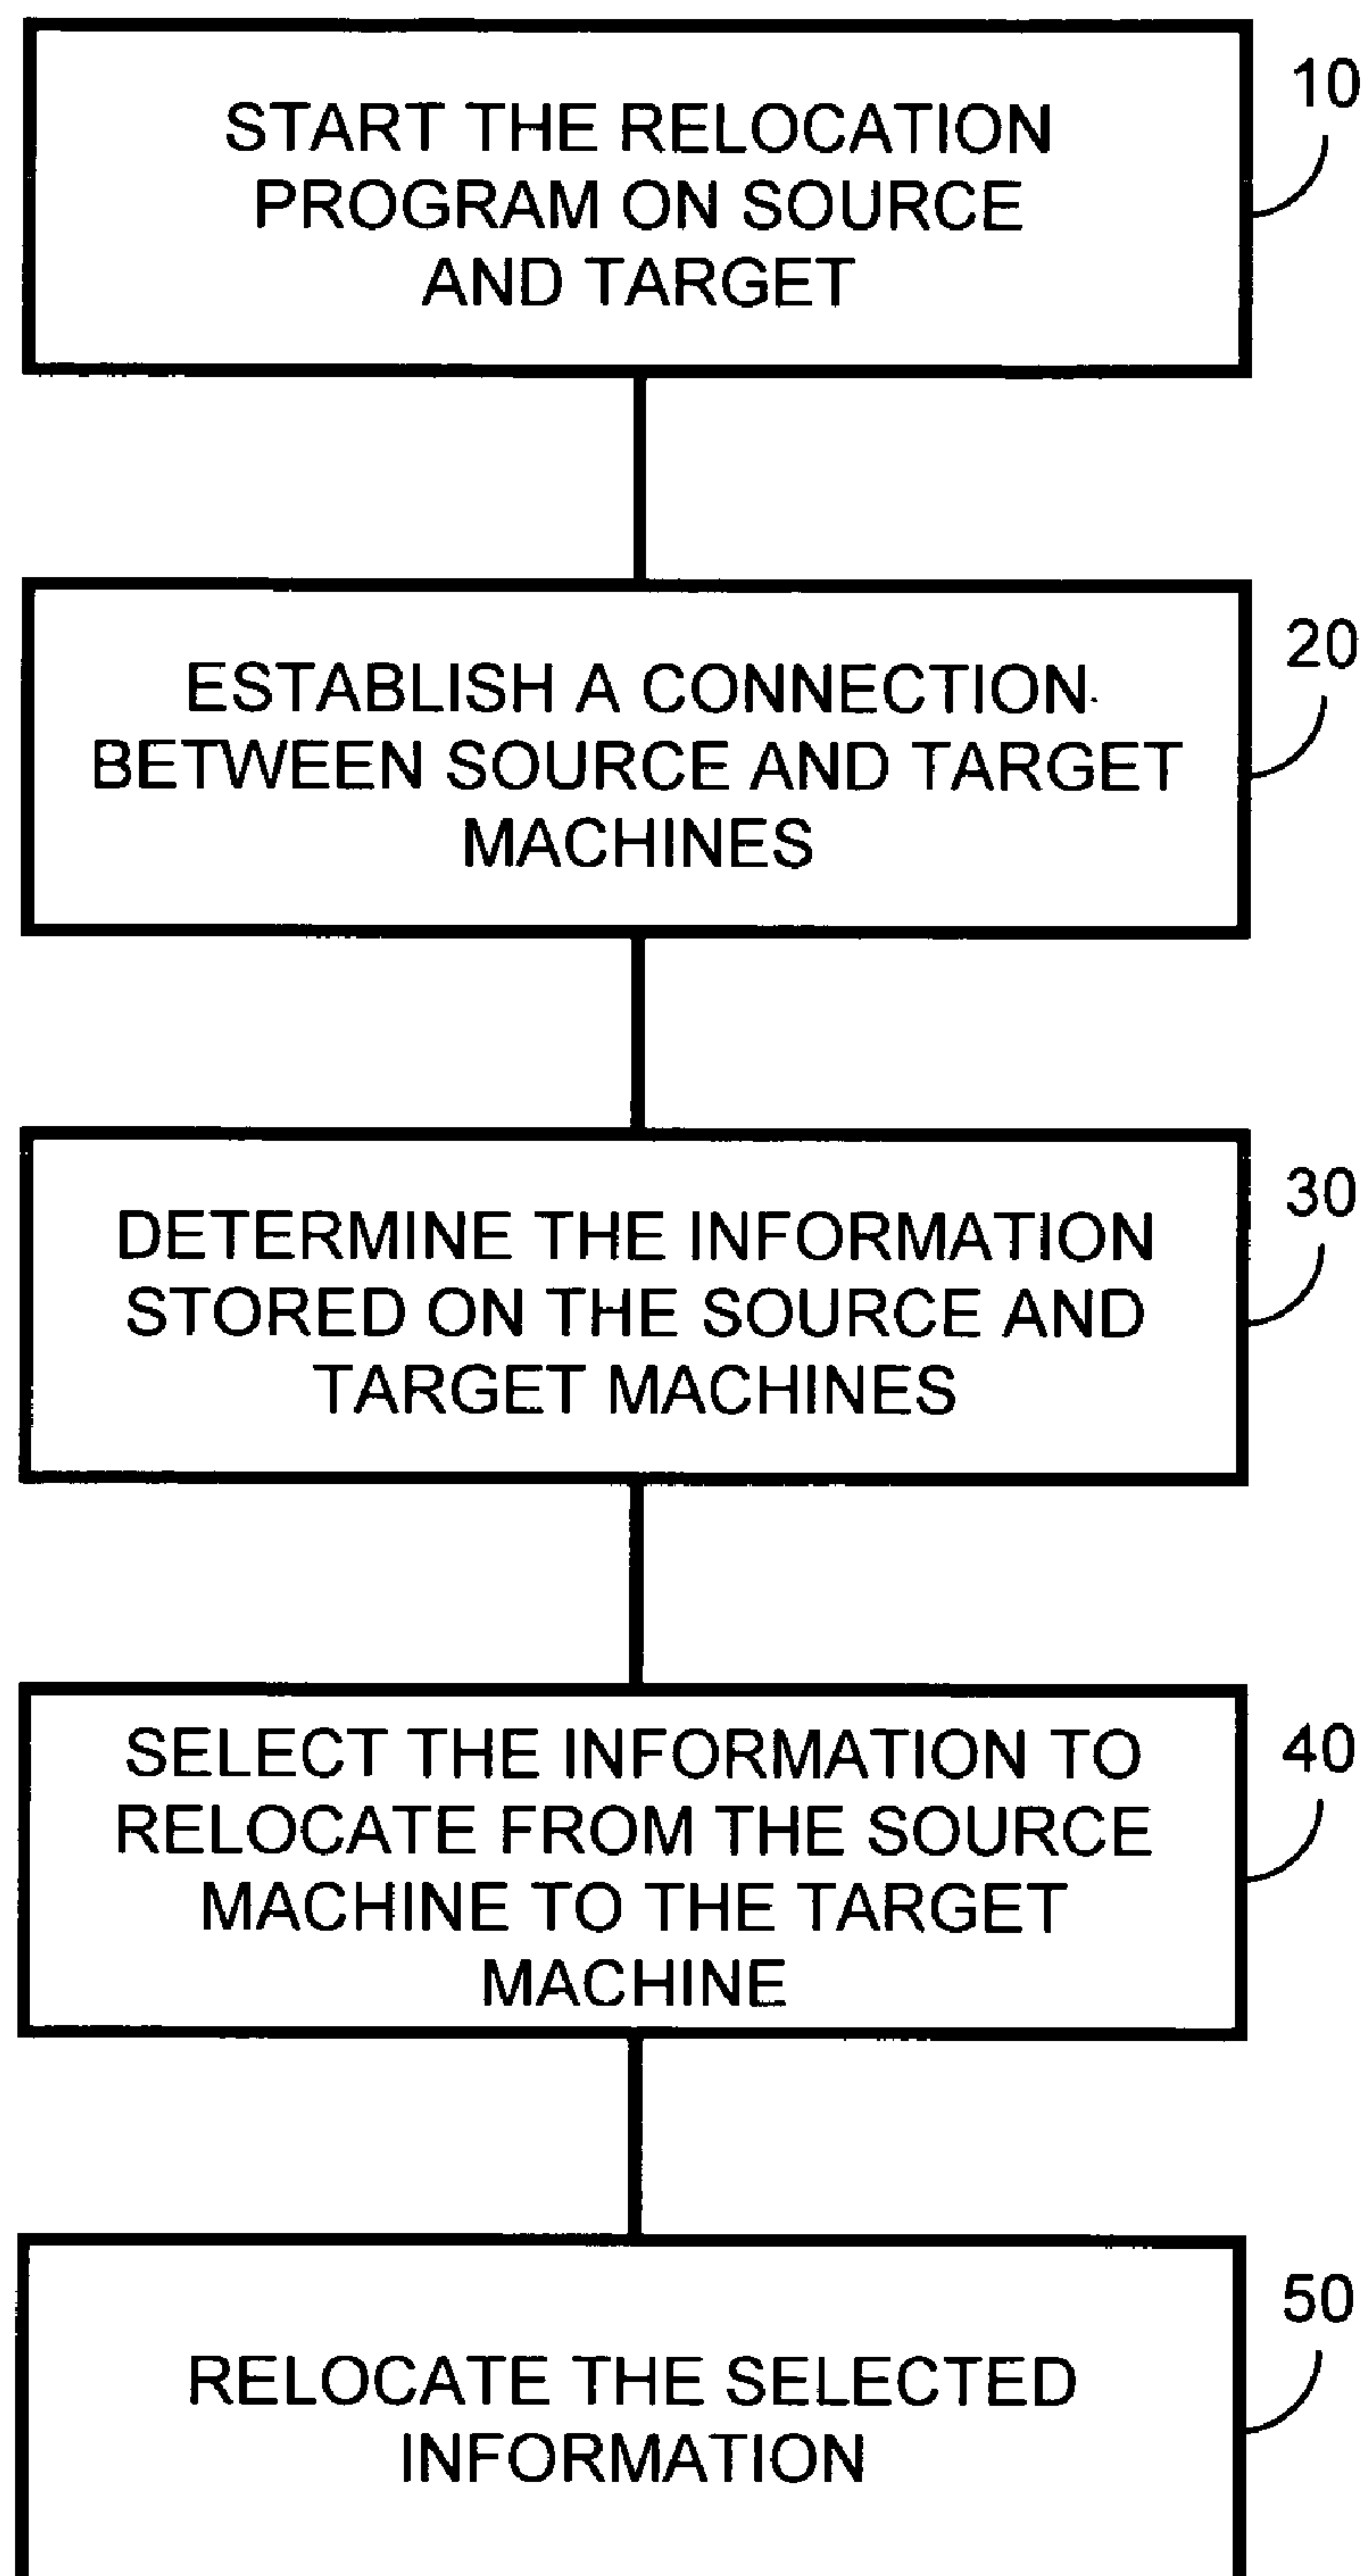 START THE RELOCATION
PROGRAM ON SOURCE
AND TARGET
10
ESTABLISH A CONNECTION
BETWEEN SOURCE AND TARGET
MACHINES
20
DETERMINE THE INFORMATION
STORED ON THE SOURCE AND
TARGET MACHINES
30
SELECT THE INFORMATION TO
RELOCATE FROM THE SOURCE
MACHINE TO THE TARGET
MACHINE
40
RELOCATE THE SELECTED
INFORMATION
50